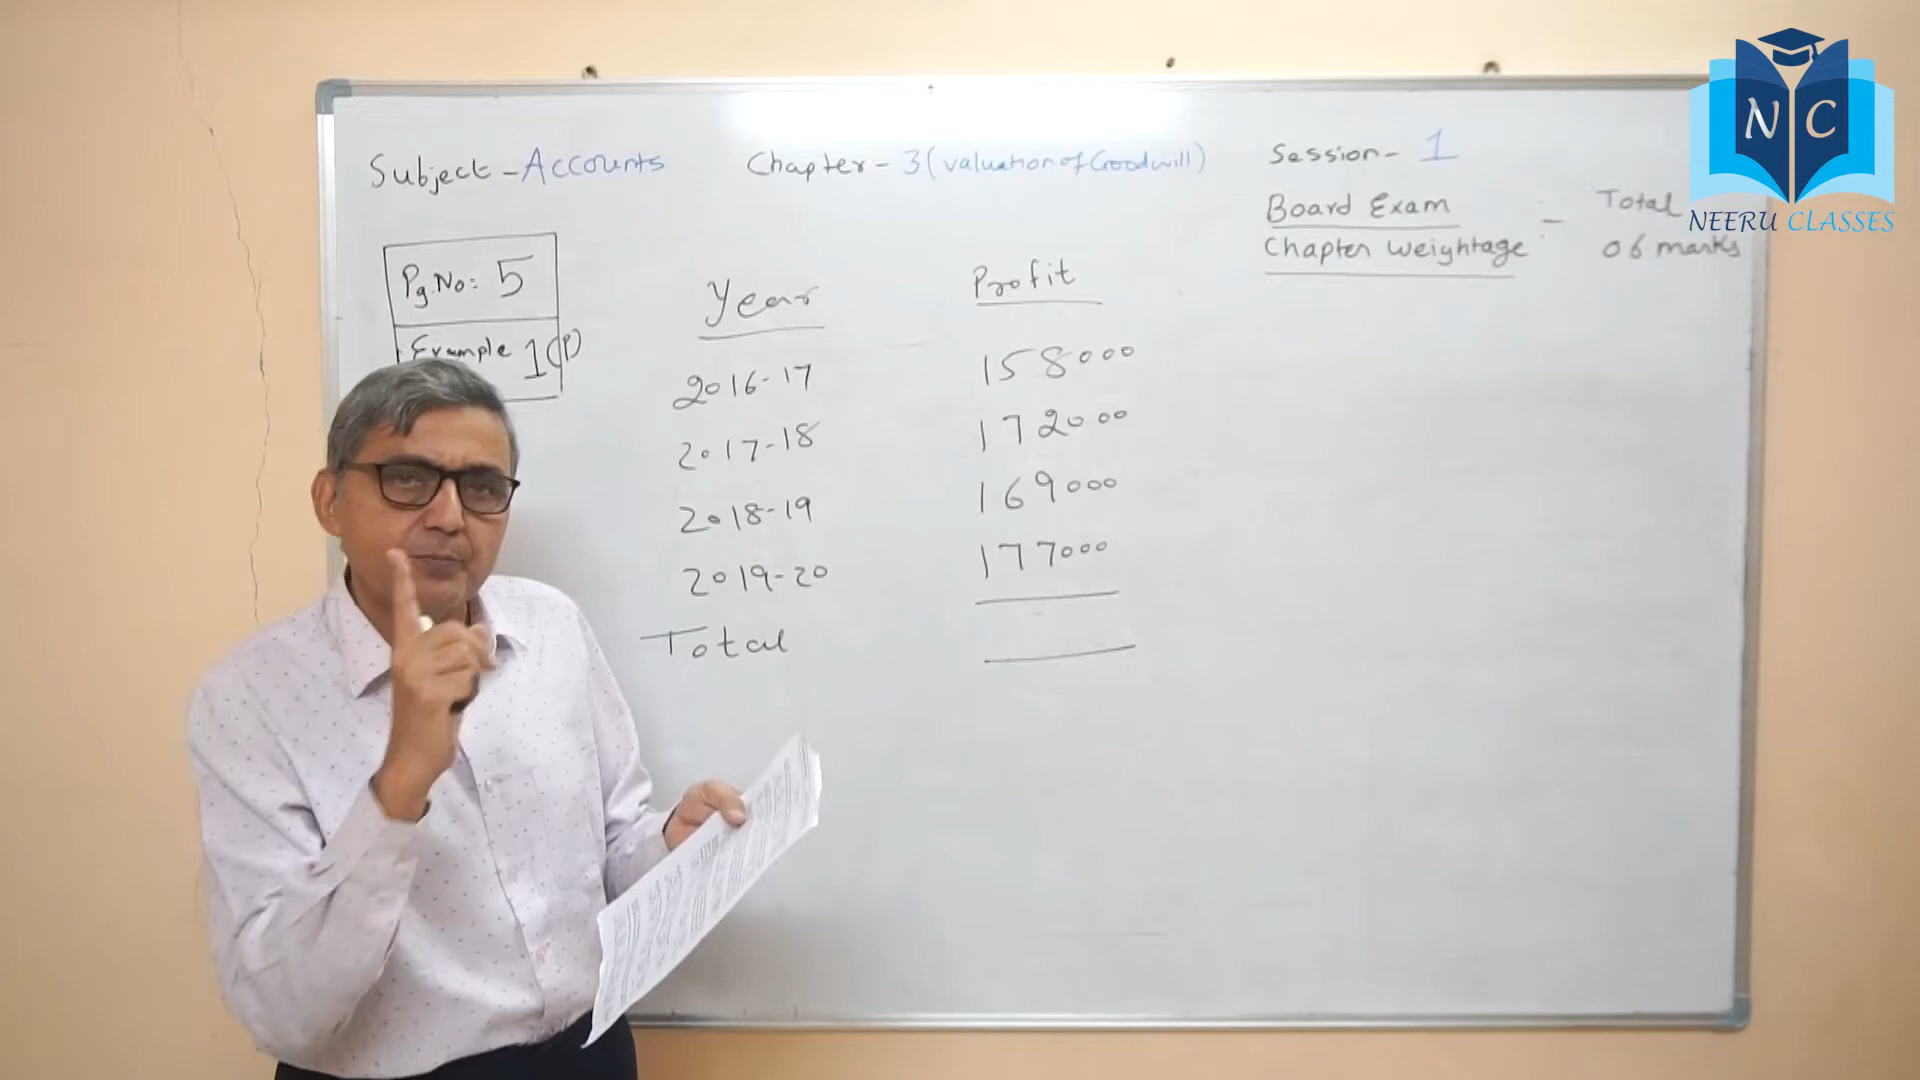 Subject - Accounts
Chapter - 3 (valuation of Goodwill)
Session - 1
Board Exam
Chapter weightage
- Total
06 marks
N C
NEERU CLASSES
Pg.No: 5
Example 1 (P)
Year Profit
2016-17 158000
2017-18 172000
2018-19 169000
2019-20 177000
Total